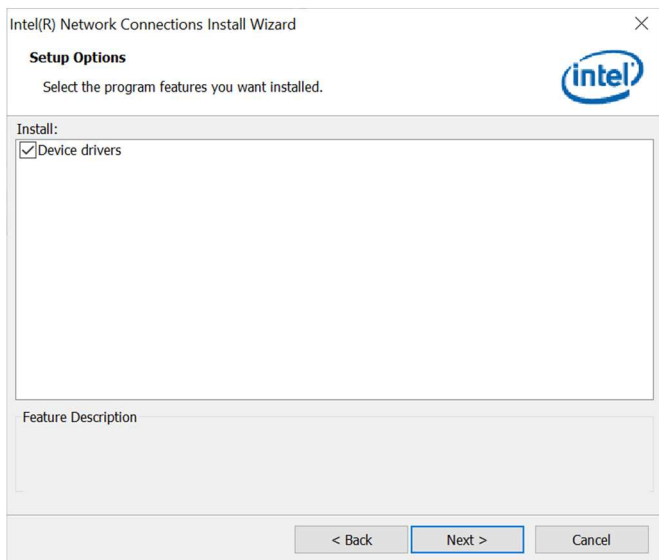 Intel(R) Network Connections Install Wizard
Setup Options
Select the program features you want installed.
intel
Install:
Device drivers
Feature Description
< Back
Next >
Cancel